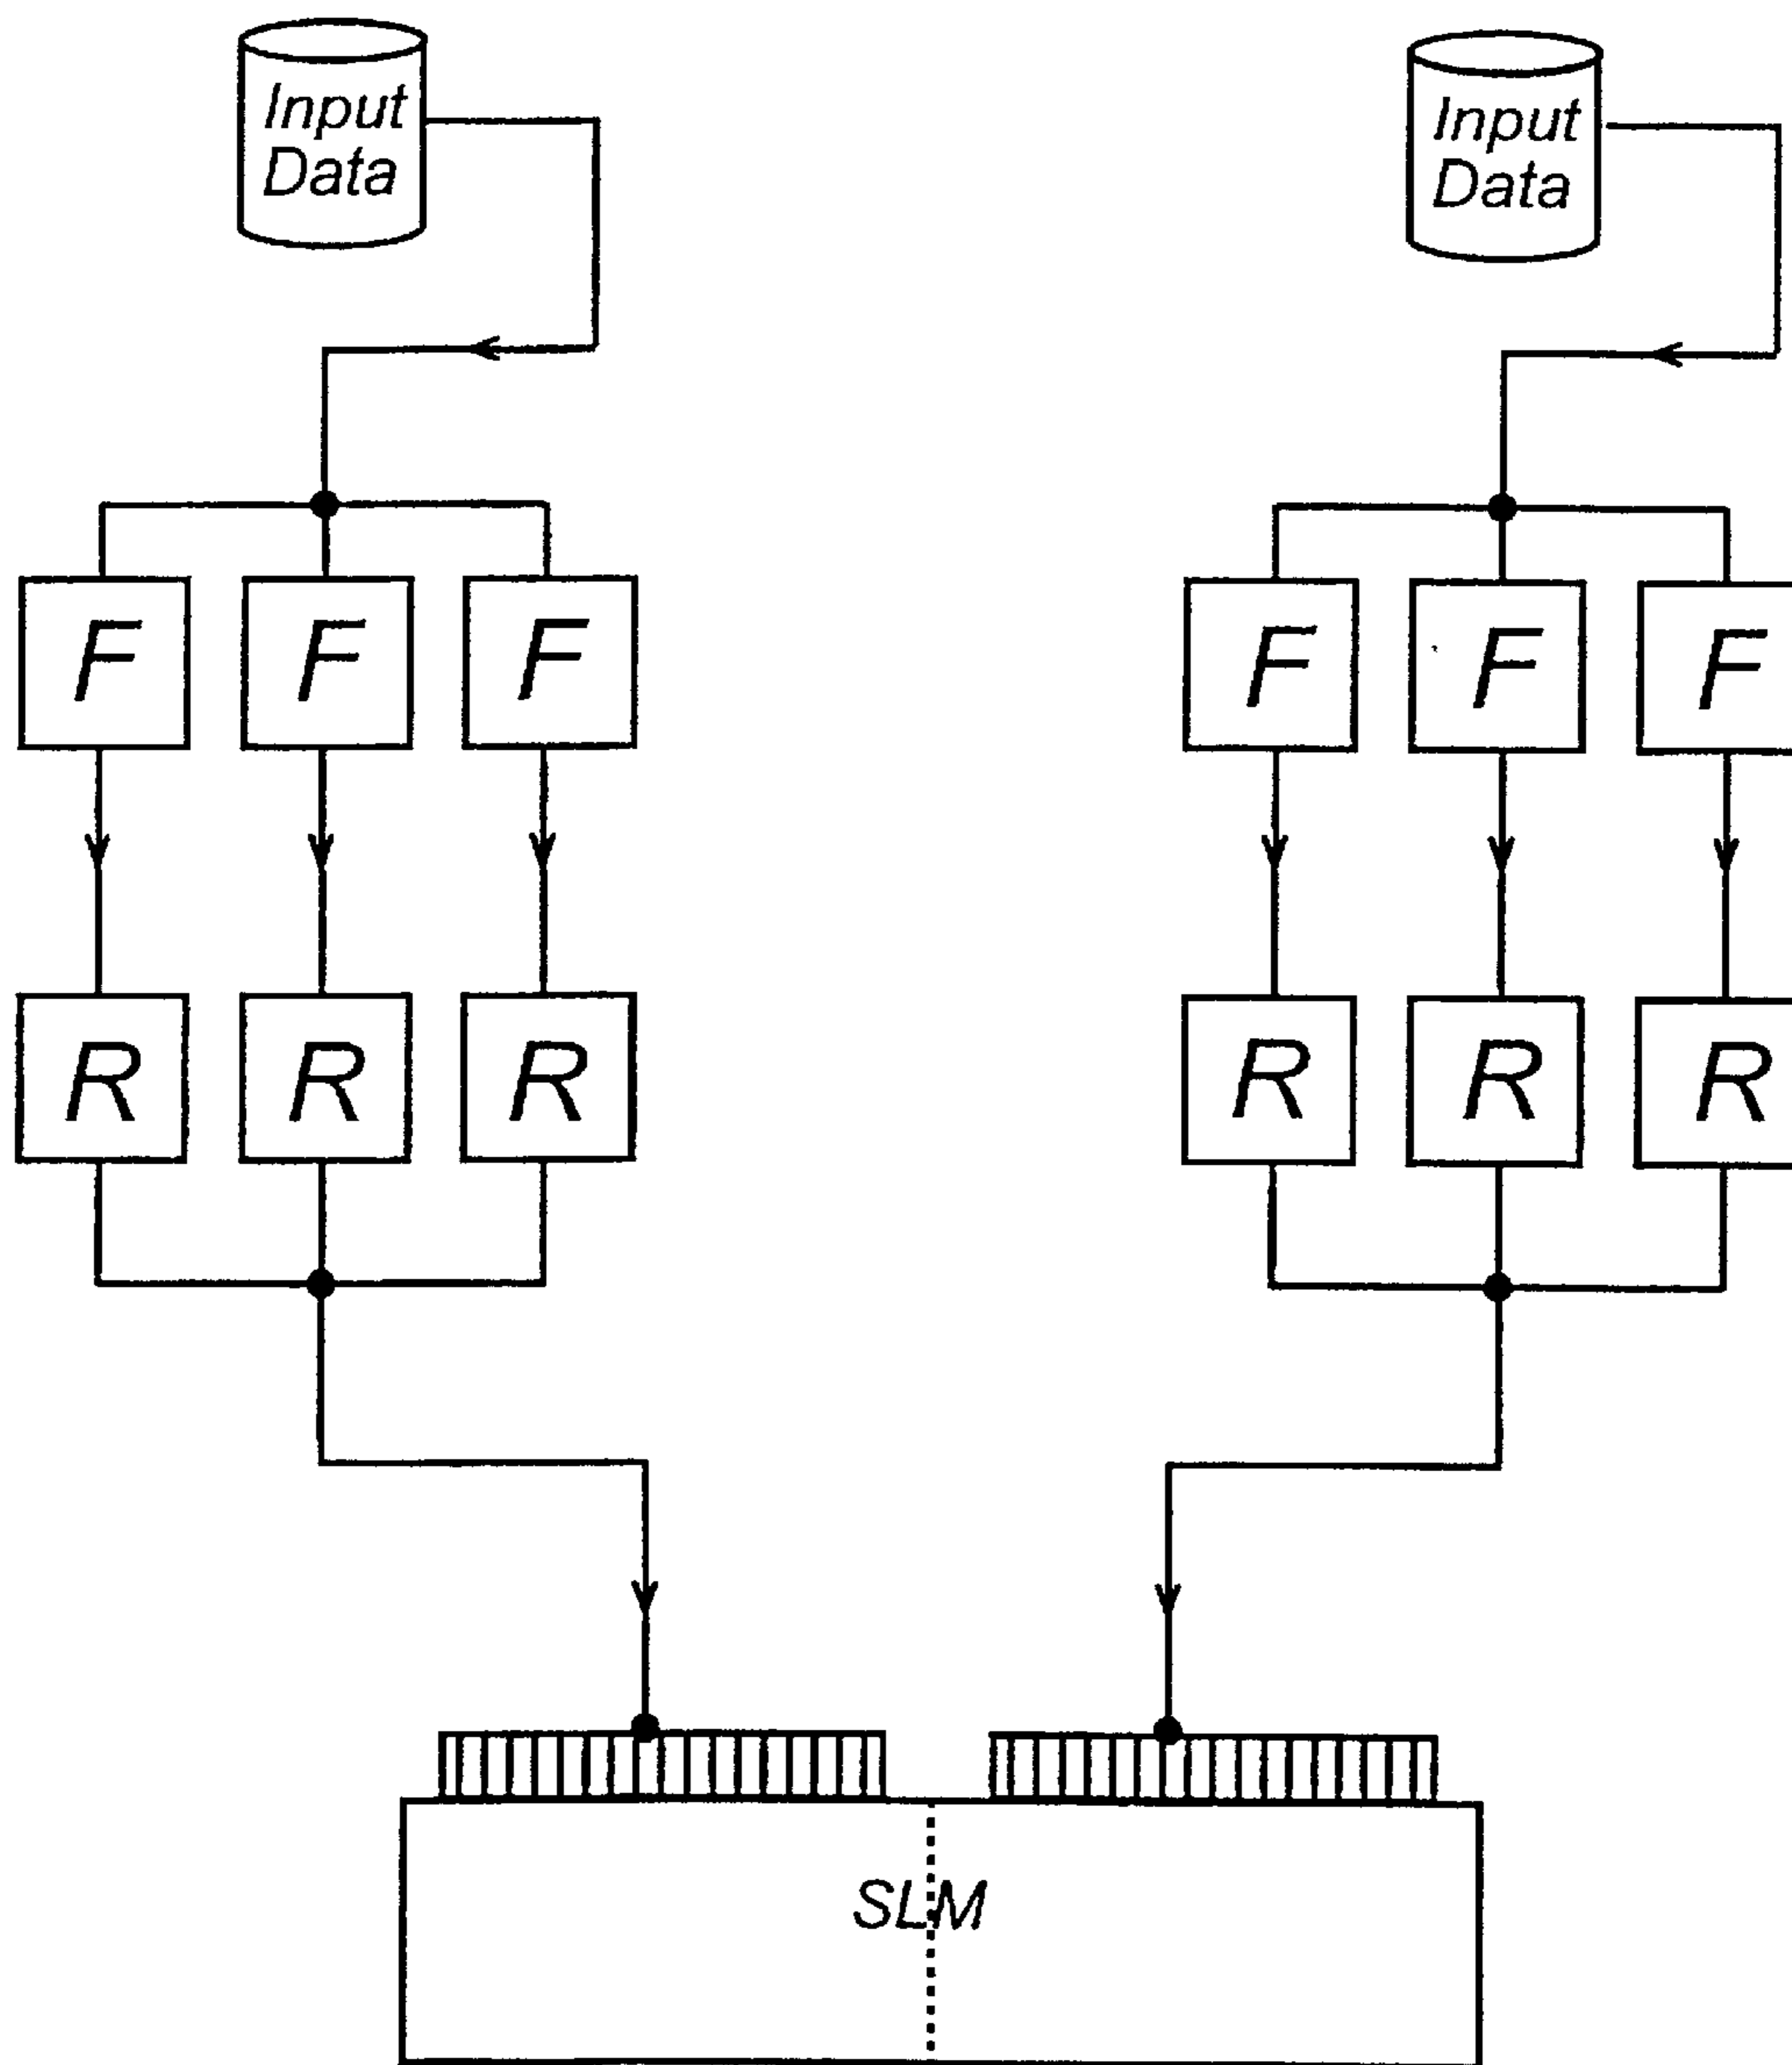 Input
Data
Input
Data
F F F F F F
R R R R R R
SLM